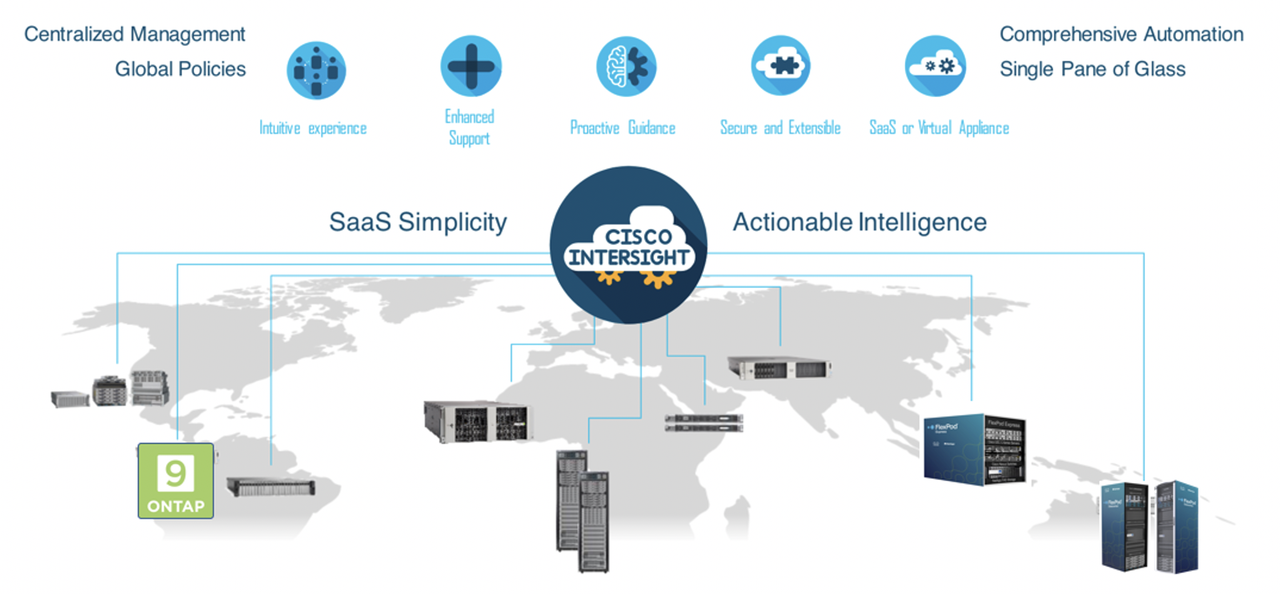 Centralized Management
Global Policies
Comprehensive Automation
Single Pane of Glass
Intuitive experience
Enhanced
Support
Proactive Guidance
Secure and Extensible
SaaS or Virtual Appliance
SaaS Simplicity
CISCO
INTERSIGHT
Actionable Intelligence
9
ONTAP
FlexPod
FlexPod Express